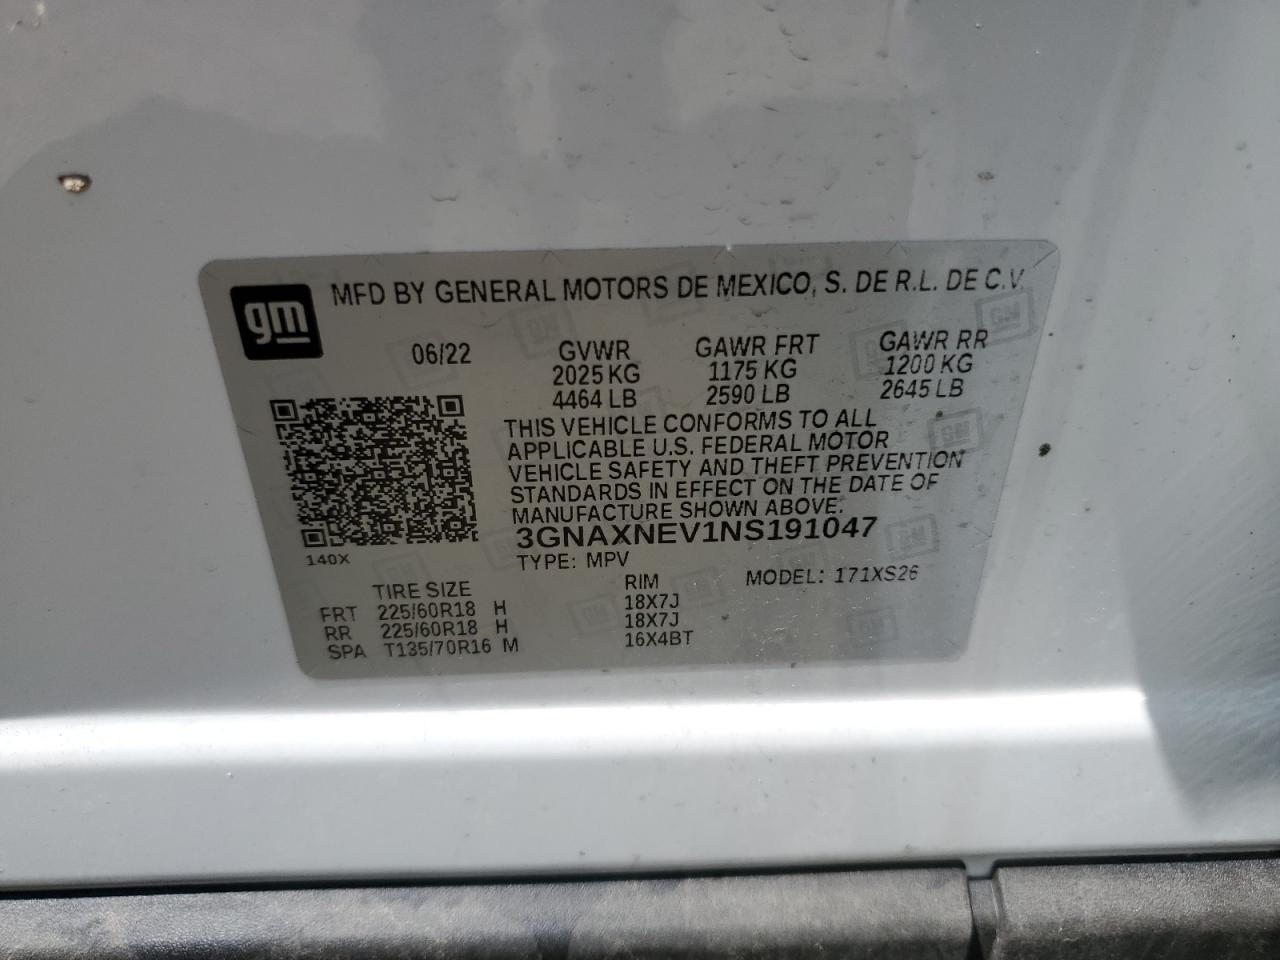 gm
MFD BY GENERAL MOTORS DE MEXICO, S. DE R.L. DE C.V.
06/22 GVWR GAWR FRT GAWR RR
2025 KG 1175 KG 1200 KG
4464 LB 2590 LB 2645 LB
THIS VEHICLE CONFORMS TO ALL
APPLICABLE U.S. FEDERAL MOTOR
VEHICLE SAFETY AND THEFT PREVENTION
STANDARDS IN EFFECT ON THE DATE OF
MANUFACTURE SHOWN ABOVE.
3GNAXNEV1NS191047
140X
TYPE: MPV MODEL: 171XS26
TIRE SIZE RIM
FRT 225/60R18 H 18X7J
RR 225/60R18 H 18X7J
SPA T135/70R16 M 16X4BT